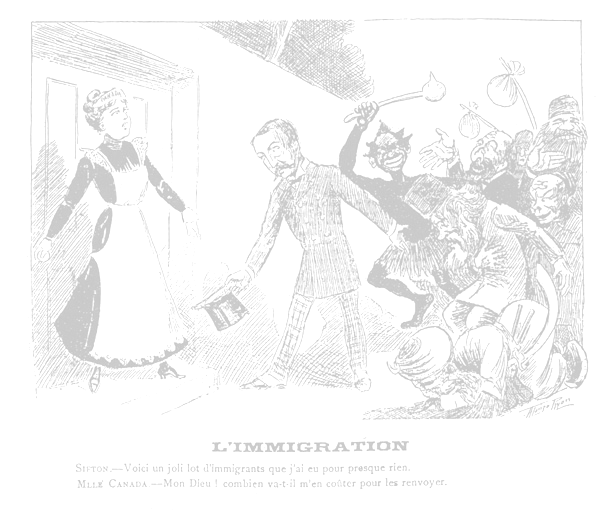 L'IMMIGRATION
SIFTON.—Voici un joli lot d'immigrants que j'ai eu pour presque rien.
MLLE CANADA.—Mon Dieu ! combien va-t-il m'en coûter pour les renvoyer.